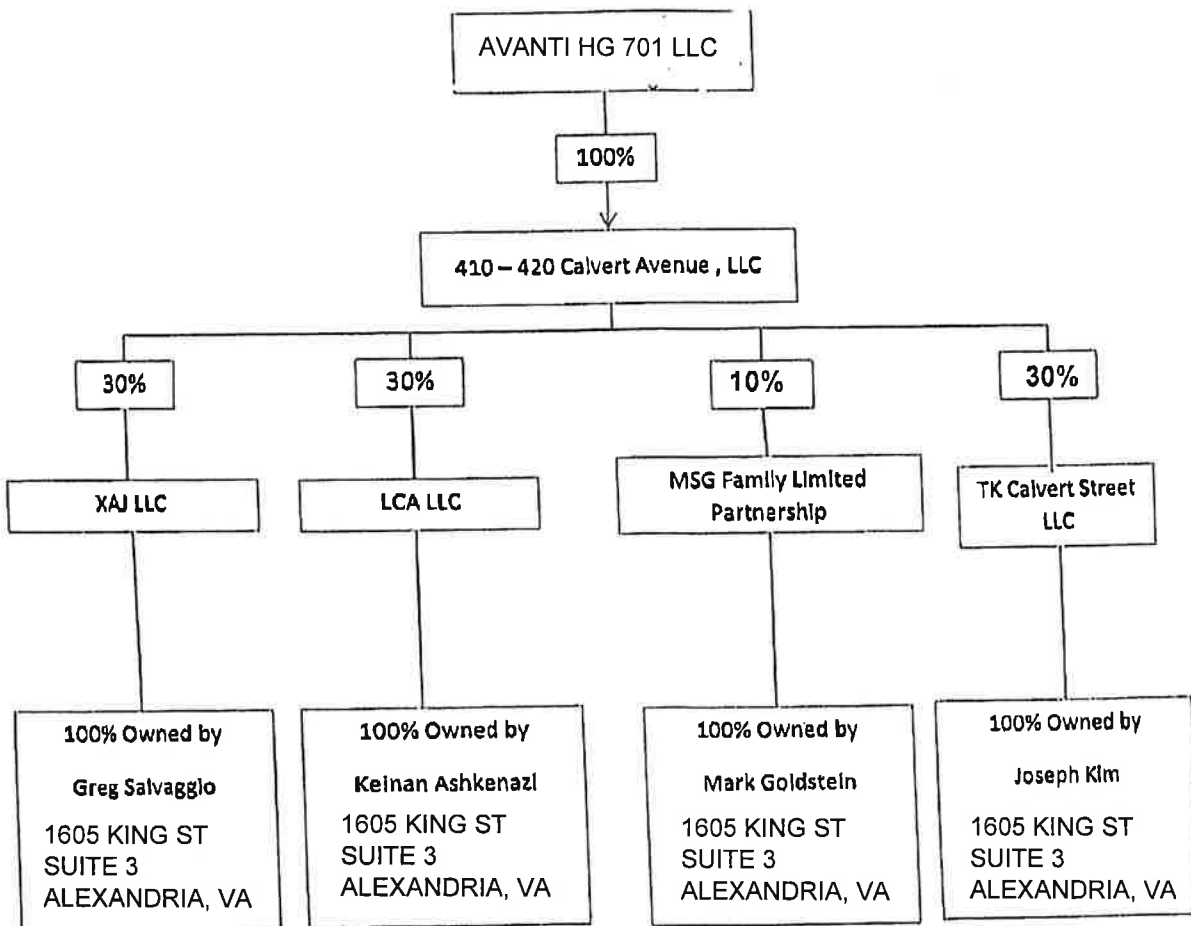 AVANTI HG 701 LLC
100%
410 – 420 Calvert Avenue , LLC
30%
30%
10%
30%
XAJ LLC
LCA LLC
MSG Family Limited
Partnership
TK Calvert Street
LLC
100% Owned by
Greg Salvaggio
1605 KING ST
SUITE 3
ALEXANDRIA, VA
100% Owned by
Keinan Ashkenazi
1605 KING ST
SUITE 3
ALEXANDRIA, VA
100% Owned by
Mark Goldstein
1605 KING ST
SUITE 3
ALEXANDRIA, VA
100% Owned by
Joseph Kim
1605 KING ST
SUITE 3
ALEXANDRIA, VA